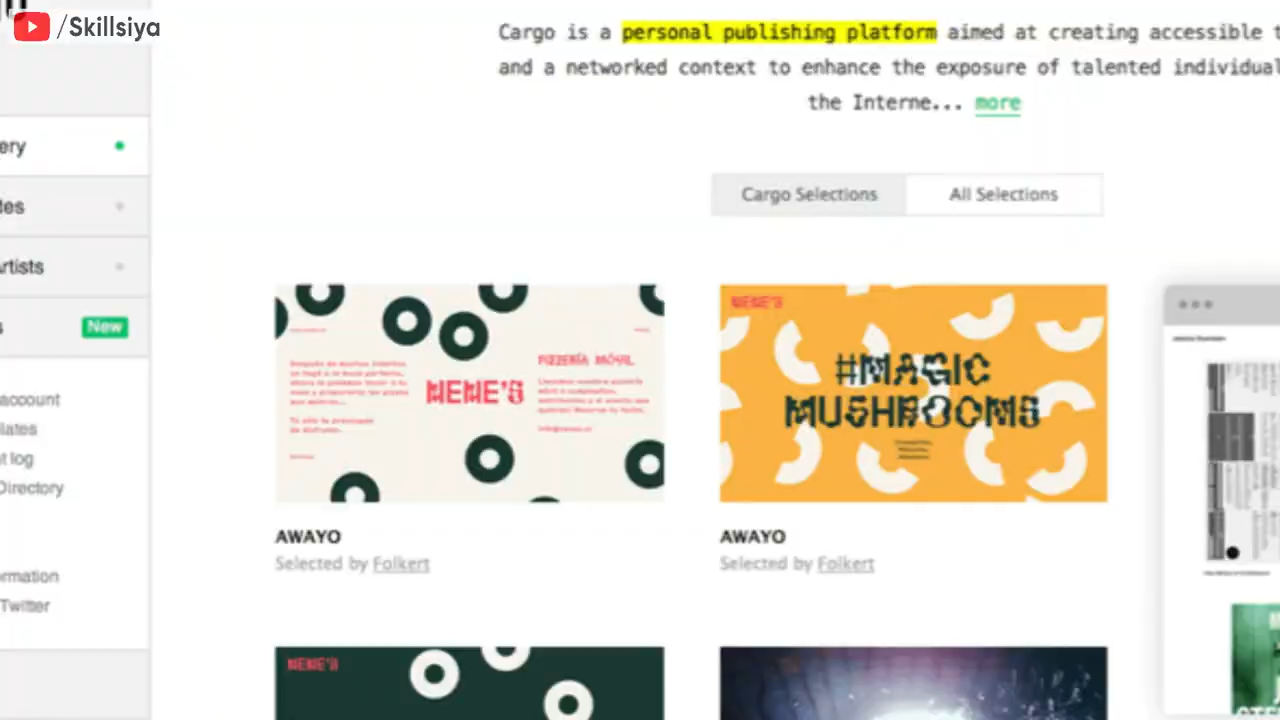 /Skillsiya
Cargo is a personal publishing platform aimed at creating accessible
and a networked context to enhance the exposure of talented individual
the Interne... more
ery
tes
rtists
s
New
account
lates
t log
Directory
rmation
Twitter
Cargo Selections
All Selections
NENE'S
PIZZERÍA MÓVIL
NENE'S
#MAGIC
MUSHROOMS
AWAYO
Selected by Folkert
AWAYO
Selected by Folkert
NENE'S